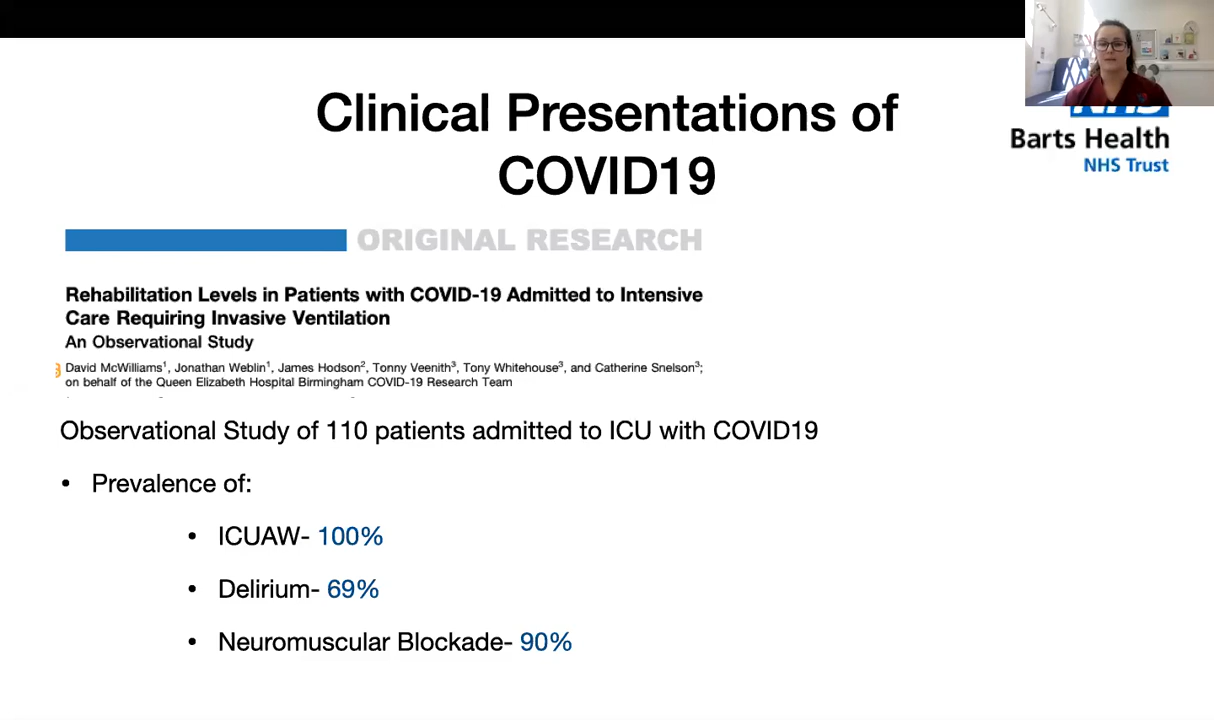 Clinical Presentations of
COVID19
NHS
Barts Health
NHS Trust
ORIGINAL RESEARCH
Rehabilitation Levels in Patients with COVID-19 Admitted to Intensive
Care Requiring Invasive Ventilation
An Observational Study
David McWilliams1, Jonathan Weblin1, James Hodson2, Tonny Veenith3, Tony Whitehouse3, and Catherine Snelson3;
on behalf of the Queen Elizabeth Hospital Birmingham COVID-19 Research Team
Observational Study of 110 patients admitted to ICU with COVID19
• Prevalence of:
• ICUAW- 100%
• Delirium- 69%
• Neuromuscular Blockade- 90%